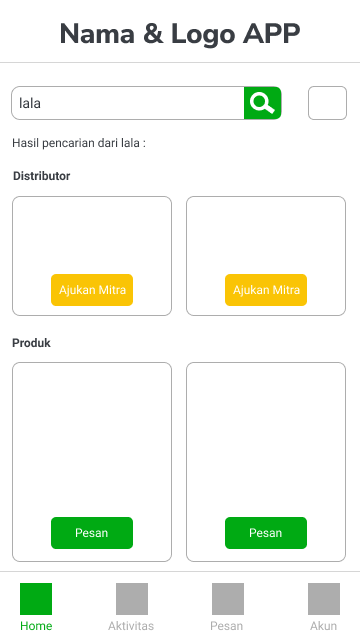 Nama & Logo APP
lala
Hasil pencarian dari lala :
Distributor
Ajukan Mitra
Ajukan Mitra
Produk
Pesan
Pesan
Home
Aktivitas
Pesan
Akun